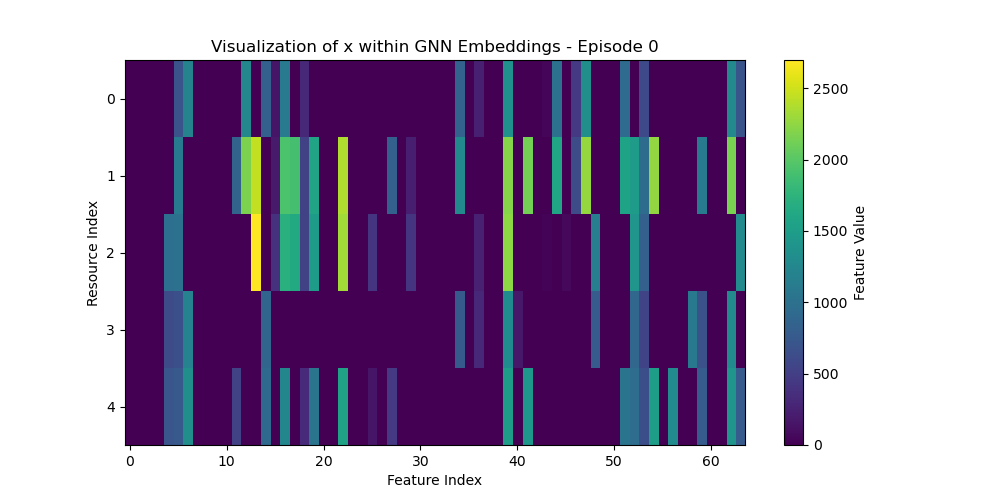 Visualization of x within GNN Embeddings - Episode 0
Resource Index
0
1
2
3
4
0 10 20 30 40 50 60
Feature Index
2500
2000
1500
1000
500
0
Feature Value